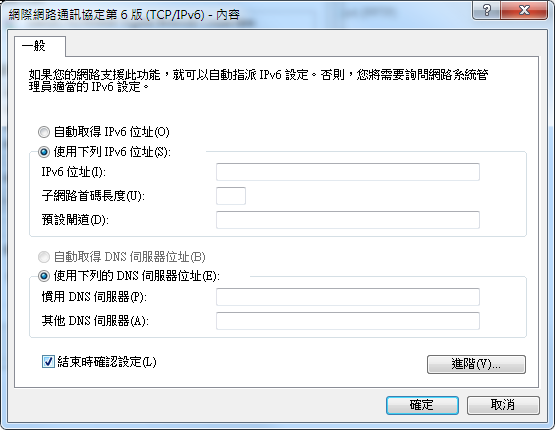 網際網路通訊協定第 6 版 (TCP/IPv6) - 內容
一般
如果您的網路支援此功能，就可以自動指派 IPv6 設定。否則，您將需要詢問網路系統管
理員適當的 IPv6 設定。
自動取得 IPv6 位址(O)
使用下列 IPv6 位址(S):
IPv6 位址(I):
子網路首碼長度(U):
預設閘道(D):
自動取得 DNS 伺服器位址(B)
使用下列的 DNS 伺服器位址(E):
慣用 DNS 伺服器(P):
其他 DNS 伺服器(A):
結束時確認設定(L)
進階(V)...
確定
取消